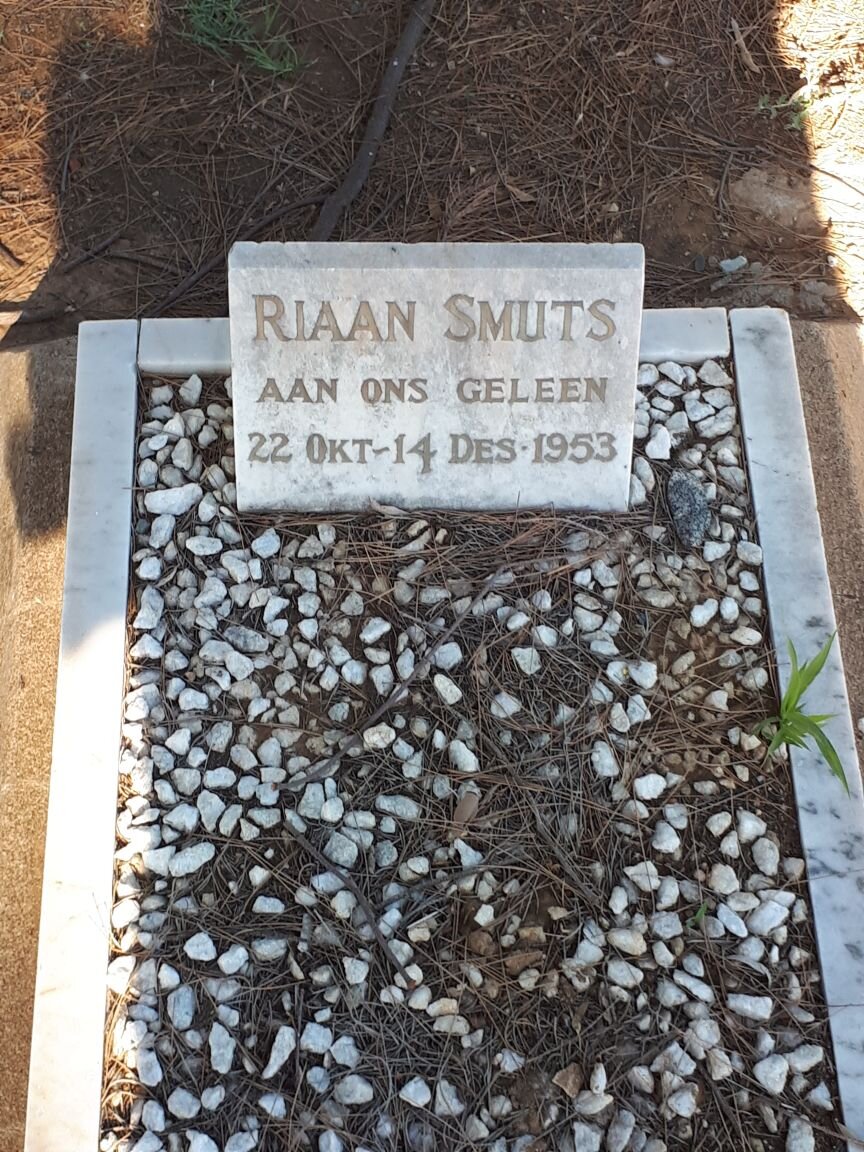 RIAAN SMUTS
AAN ONS GELEEN
22 OKT-14 DES·1953